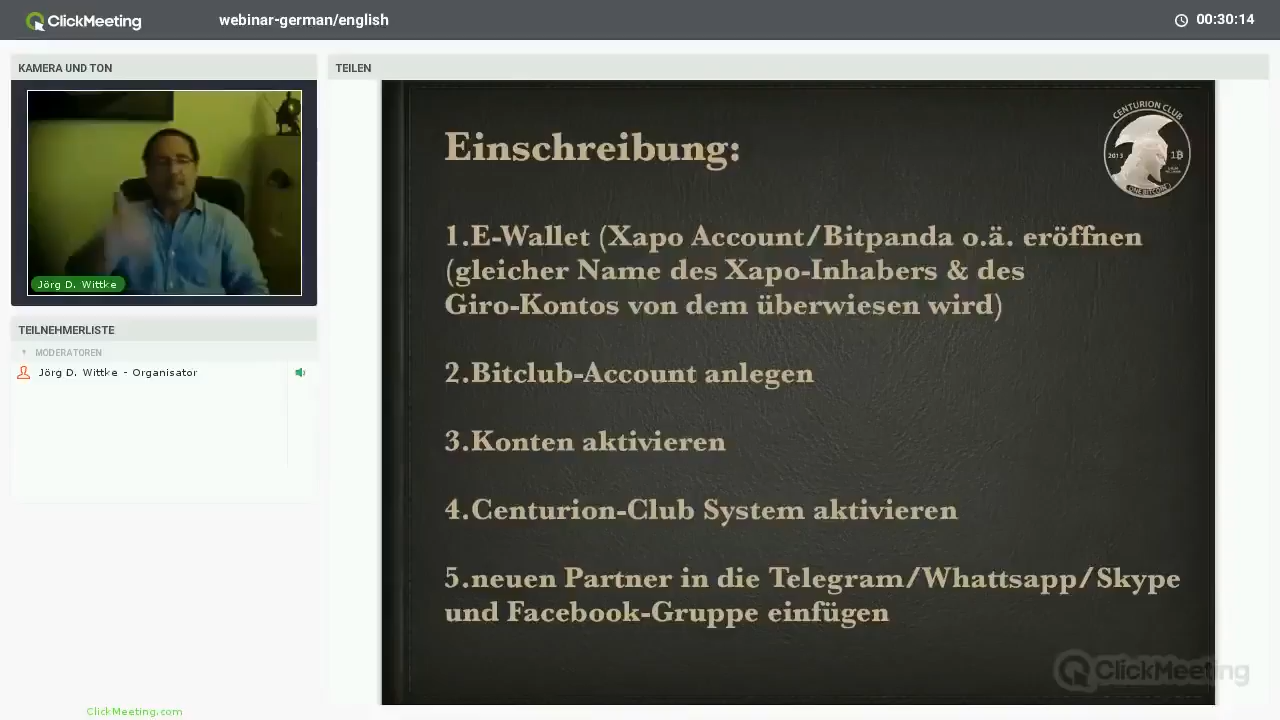 ClickMeeting
webinar-german/english
00:30:14
KAMERA UND TON
Jörg D. Wittke
TEILNEHMERLISTE
MODERATOREN
Jörg D. Wittke - Organisator
ClickMeeting.com
TEILEN
CENTURION CLUB
2013
ONE BITCOIN
Einschreibung:
1.E-Wallet (Xapo Account/Bitpanda o.ä. eröffnen
(gleicher Name des Xapo-Inhabers & des
Giro-Kontos von dem überwiesen wird)
2.Bitclub-Account anlegen
3.Konten aktivieren
4.Centurion-Club System aktivieren
5.neuen Partner in die Telegram/Whattsapp/Skype
und Facebook-Gruppe einfügen
ClickMeeting